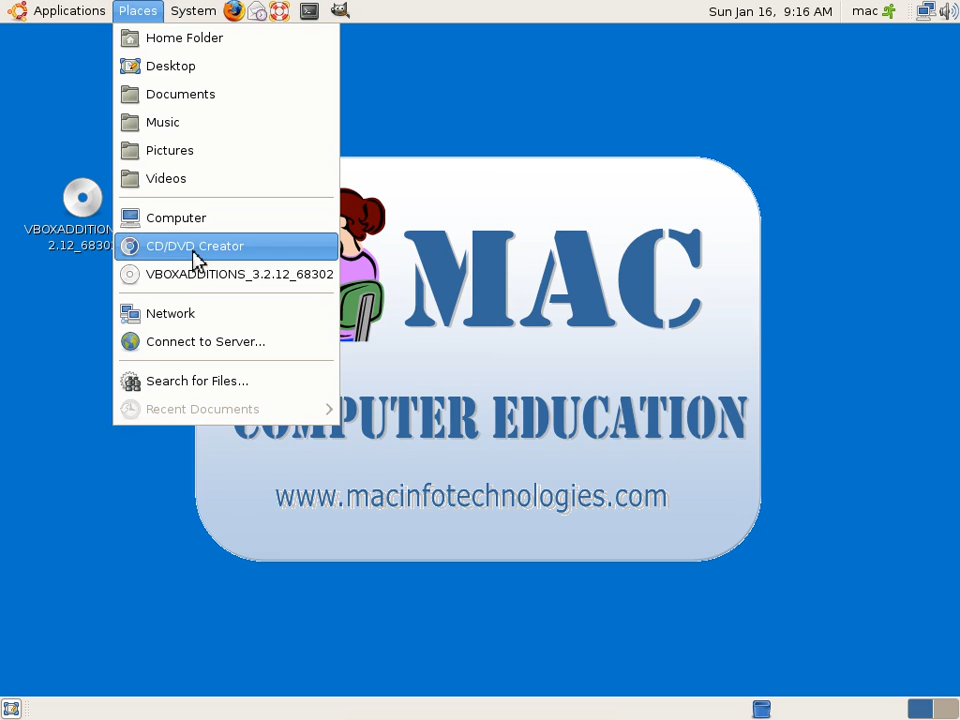 Applications Places System Sun Jan 16, 9:16 AM mac
Home Folder
Desktop
Documents
Music
Pictures
Videos
Computer
CD/DVD Creator
VBOXADDITIONS_3.2.12_68302
Network
Connect to Server...
Search for Files...
Recent Documents
MAC
COMPUTER EDUCATION
www.macinfotechnologies.com